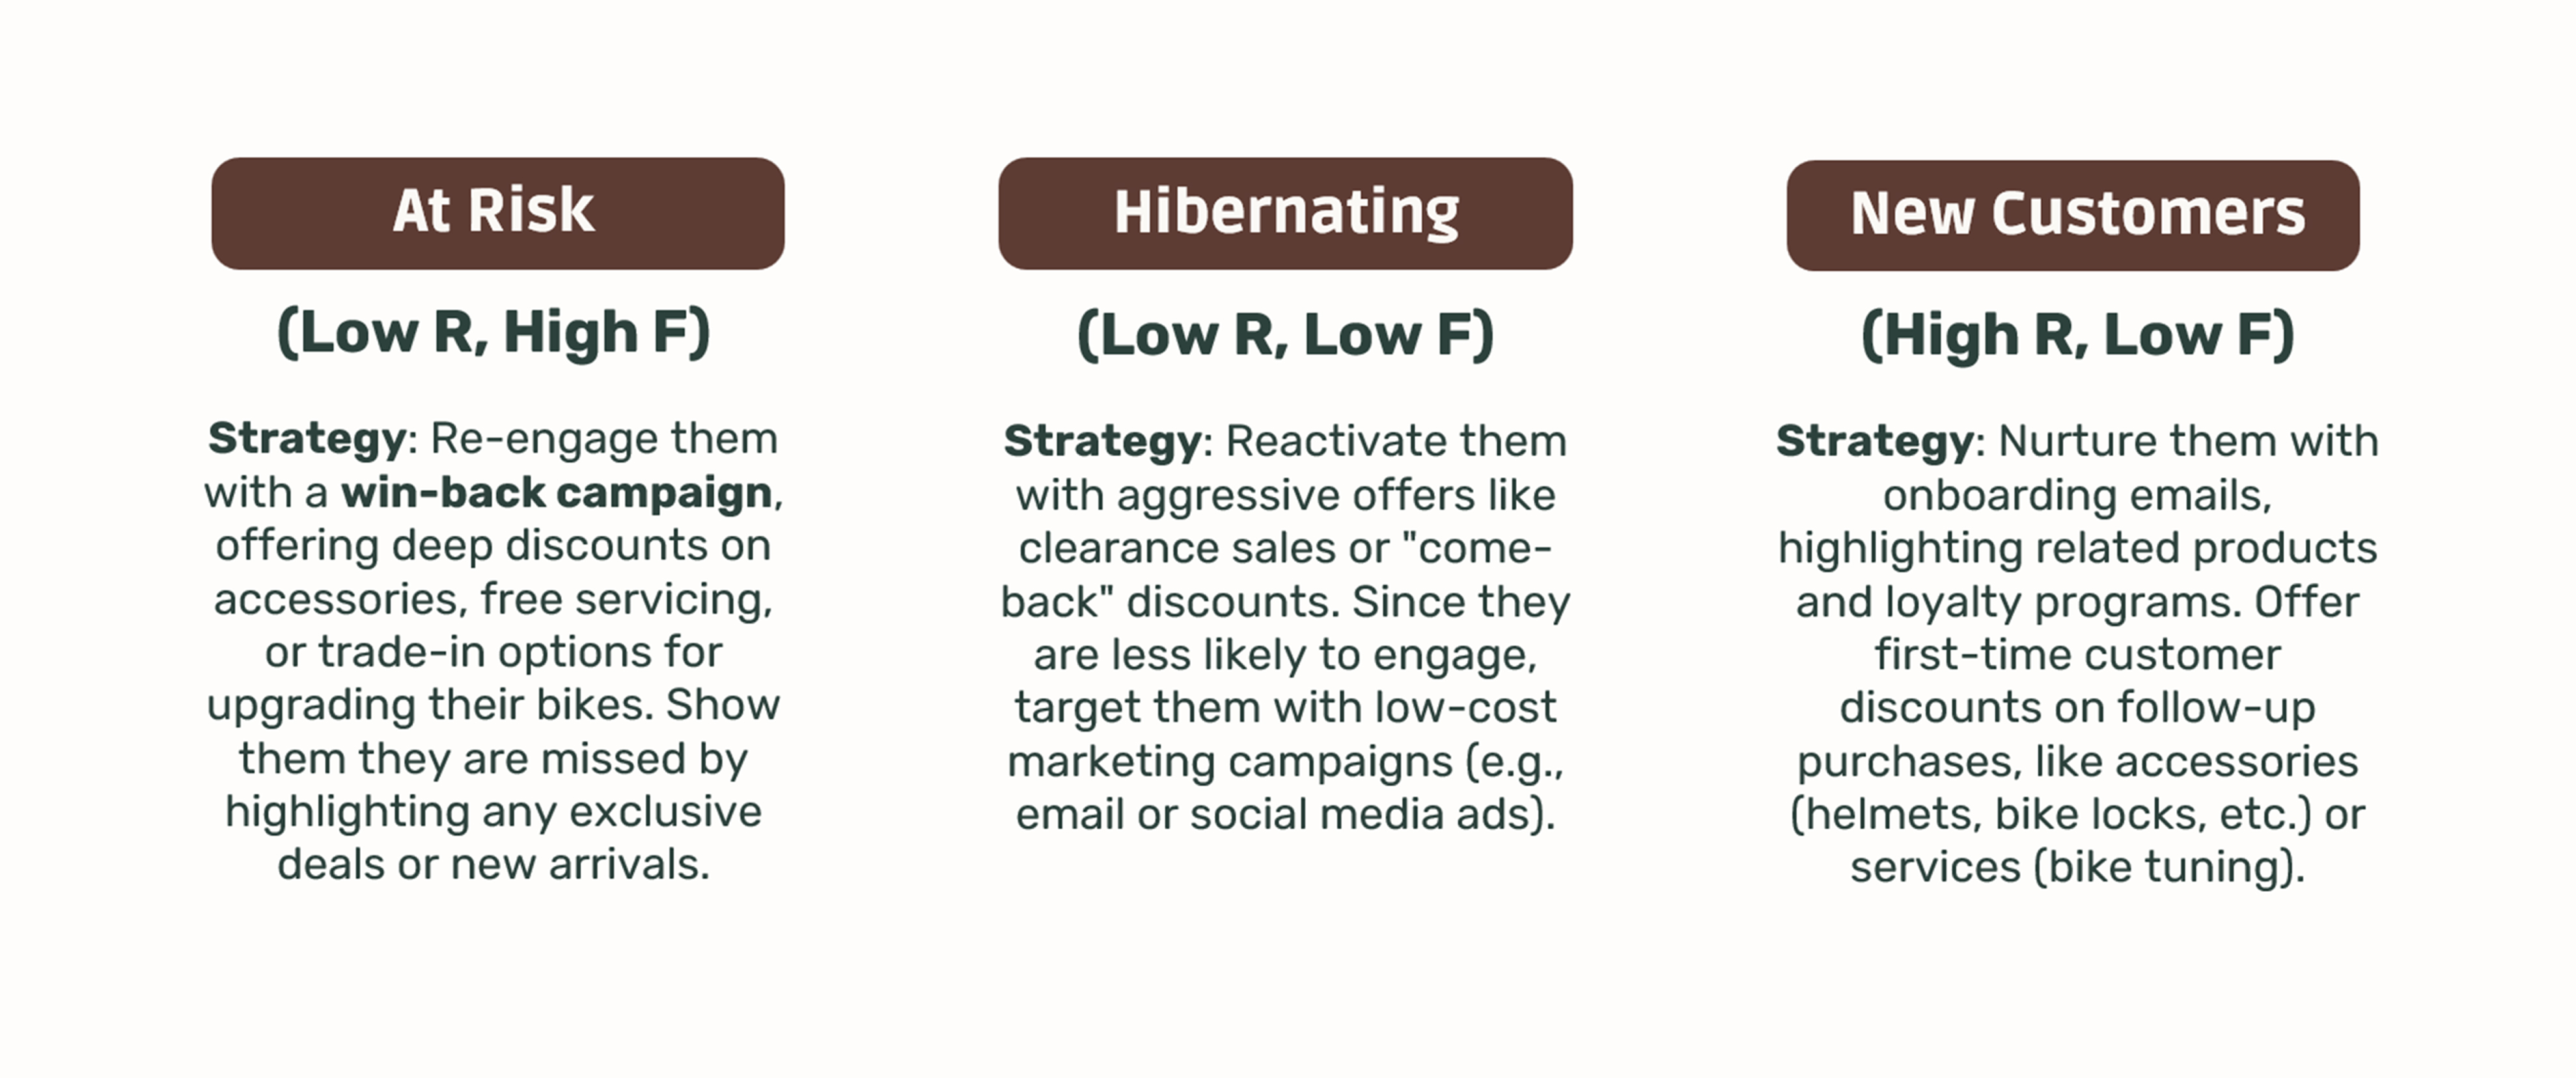 At Risk
(Low R, High F)
Strategy: Re-engage them
with a win-back campaign,
offering deep discounts on
accessories, free servicing,
or trade-in options for
upgrading their bikes. Show
them they are missed by
highlighting any exclusive
deals or new arrivals.
Hibernating
(Low R, Low F)
Strategy: Reactivate them
with aggressive offers like
clearance sales or "come-
back" discounts. Since they
are less likely to engage,
target them with low-cost
marketing campaigns (e.g.,
email or social media ads).
New Customers
(High R, Low F)
Strategy: Nurture them with
onboarding emails,
highlighting related products
and loyalty programs. Offer
first-time customer
discounts on follow-up
purchases, like accessories
(helmets, bike locks, etc.) or
services (bike tuning).